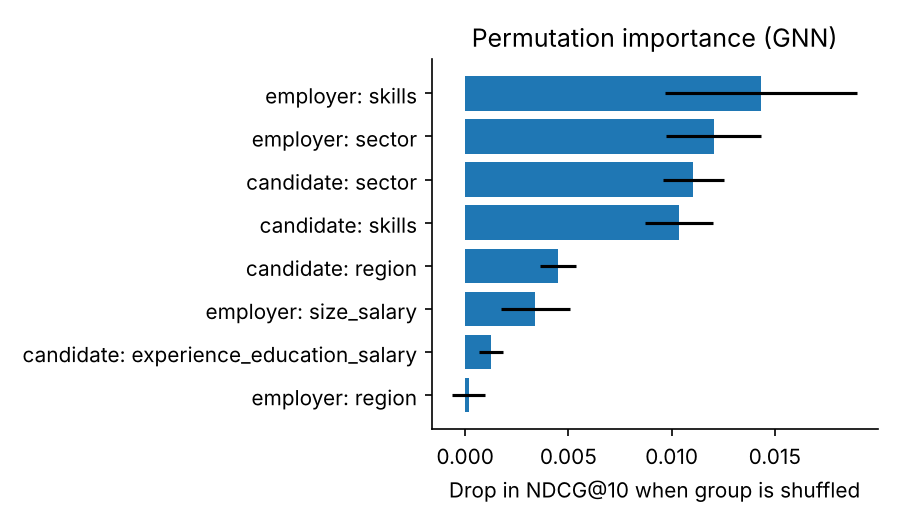 Permutation importance (GNN)
employer: skills
employer: sector
candidate: sector
candidate: skills
candidate: region
employer: size_salary
candidate: experience_education_salary
employer: region
0.000 0.005 0.010 0.015
Drop in NDCG@10 when group is shuffled